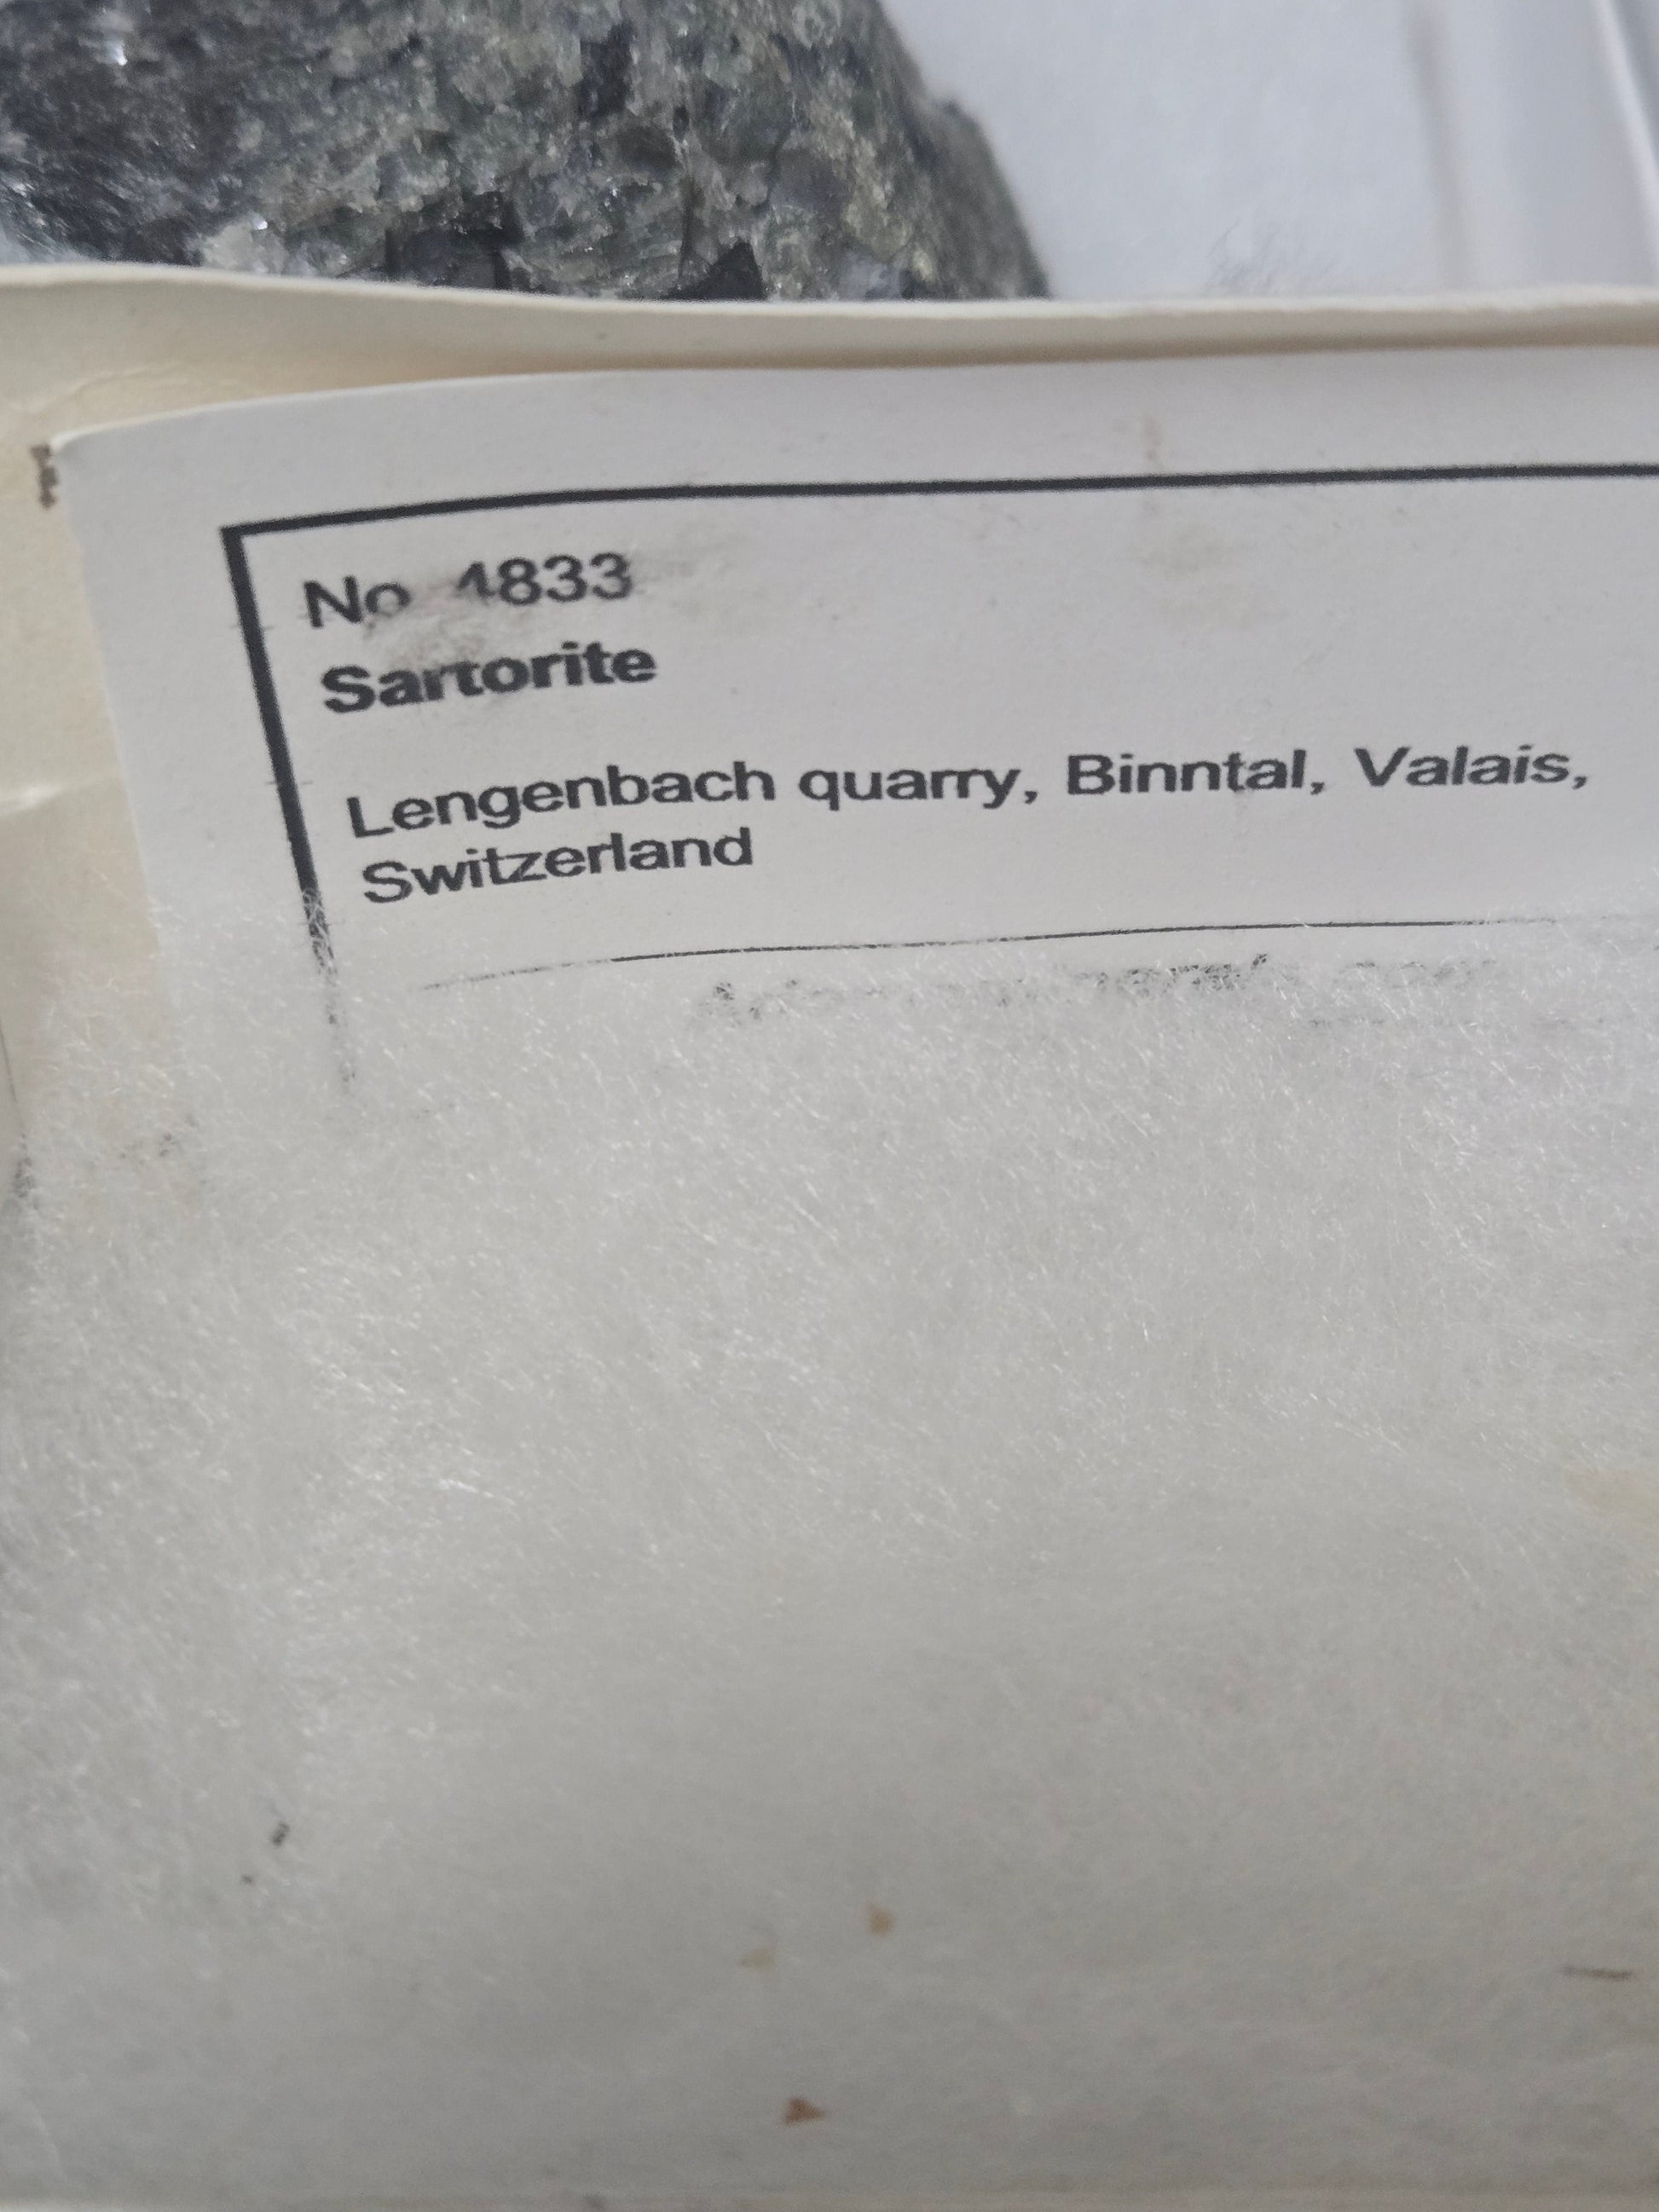 No 4833
Sartorite
Lengenbach quarry, Binntal, Valais,
Switzerland